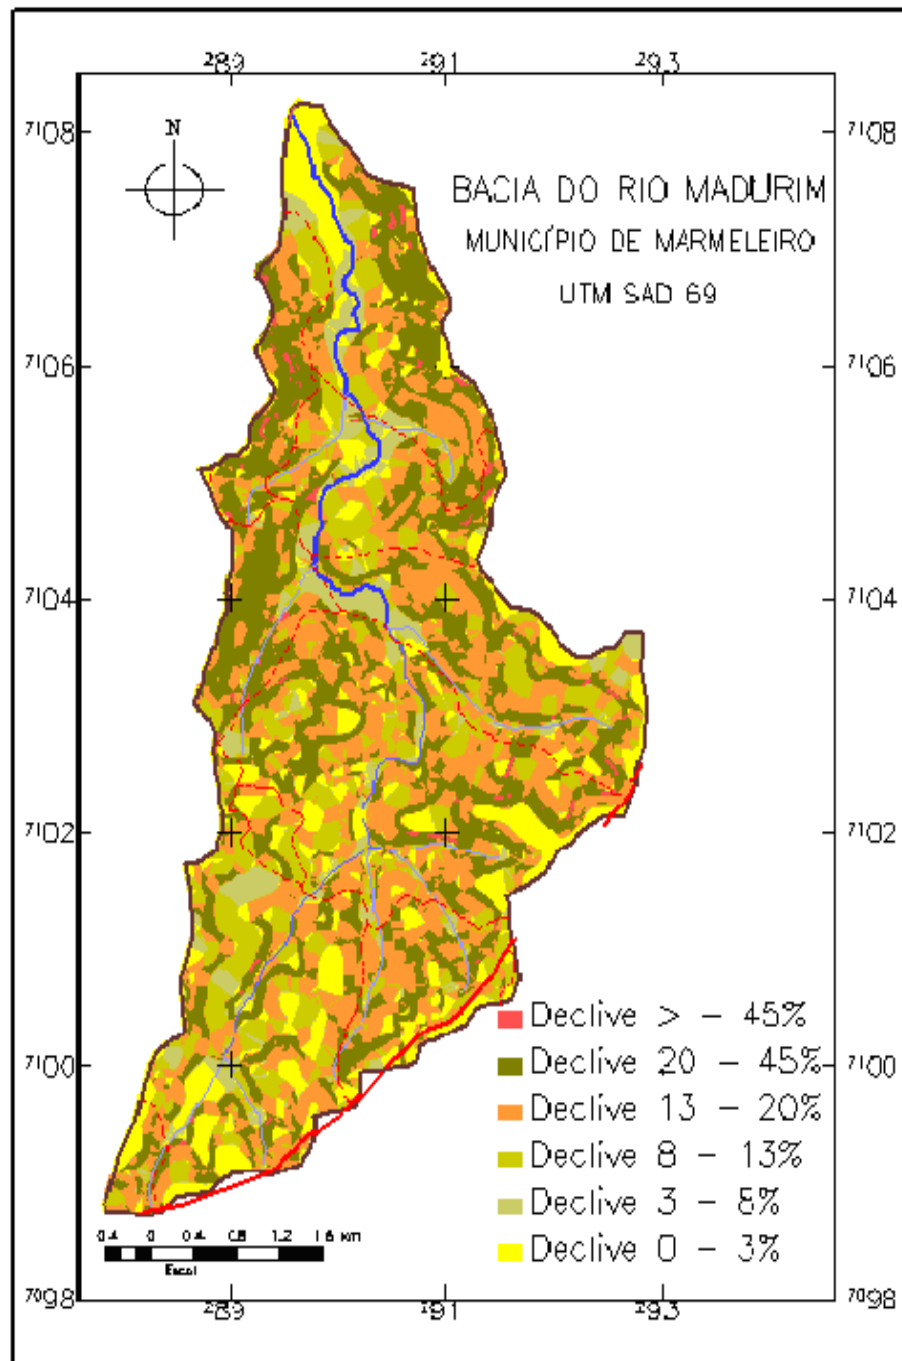 289 291 293
7108 7108
N
BACIA DO RIO MADURIM
MUNICÍPIO DE MARMELEIRO
UTM SAD 69
7106 7106
7104 7104
7102 7102
Declive > - 45%
Declive 20 - 45%
7100 7100
Declive 13 - 20%
Declive 8 - 13%
Declive 3 - 8%
0.4 0 0.4 0.8 1.2 1.6 KM
Declive 0 - 3%
7098 7098
289 291 293